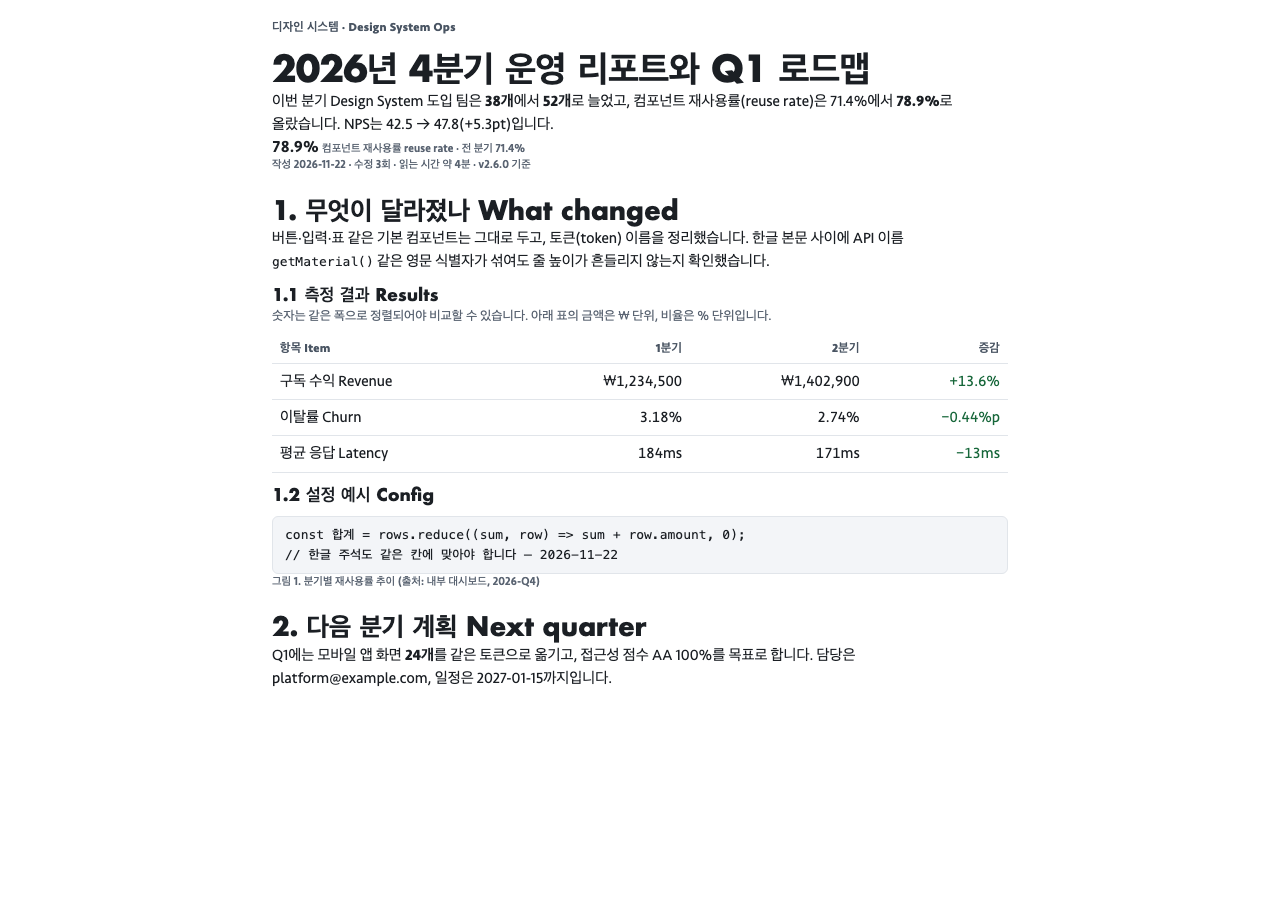 디자인 시스템 · Design System Ops
2026년 4분기 운영 리포트와 Q1 로드맵
이번 분기 Design System 도입 팀은 38개에서 52개로 늘었고, 컴포넌트 재사용률(reuse rate)은 71.4%에서 78.9%로
올랐습니다. NPS는 42.5 → 47.8(+5.3pt)입니다.
78.9% 컴포넌트 재사용률 reuse rate · 전 분기 71.4%
작성 2026-11-22 · 수정 3회 · 읽는 시간 약 4분 · v2.6.0 기준
1. 무엇이 달라졌나 What changed
버튼·입력·표 같은 기본 컴포넌트는 그대로 두고, 토큰(token) 이름을 정리했습니다. 한글 본문 사이에 API 이름
getMaterial() 같은 영문 식별자가 섞여도 줄 높이가 흔들리지 않는지 확인했습니다.
1.1 측정 결과 Results
숫자는 같은 폭으로 정렬되어야 비교할 수 있습니다. 아래 표의 금액은 ₩ 단위, 비율은 % 단위입니다.
항목 Item 1분기 2분기 증감
구독 수익 Revenue ₩1,234,500 ₩1,402,900 +13.6%
이탈률 Churn 3.18% 2.74% −0.44%p
평균 응답 Latency 184ms 171ms −13ms
1.2 설정 예시 Config
const 합계 = rows.reduce((sum, row) => sum + row.amount, 0);
// 한글 주석도 같은 칸에 맞아야 합니다 — 2026-11-22
그림 1. 분기별 재사용률 추이 (출처: 내부 대시보드, 2026-Q4)
2. 다음 분기 계획 Next quarter
Q1에는 모바일 앱 화면 24개를 같은 토큰으로 옮기고, 접근성 점수 AA 100%를 목표로 합니다. 담당은
platform@example.com, 일정은 2027-01-15까지입니다.